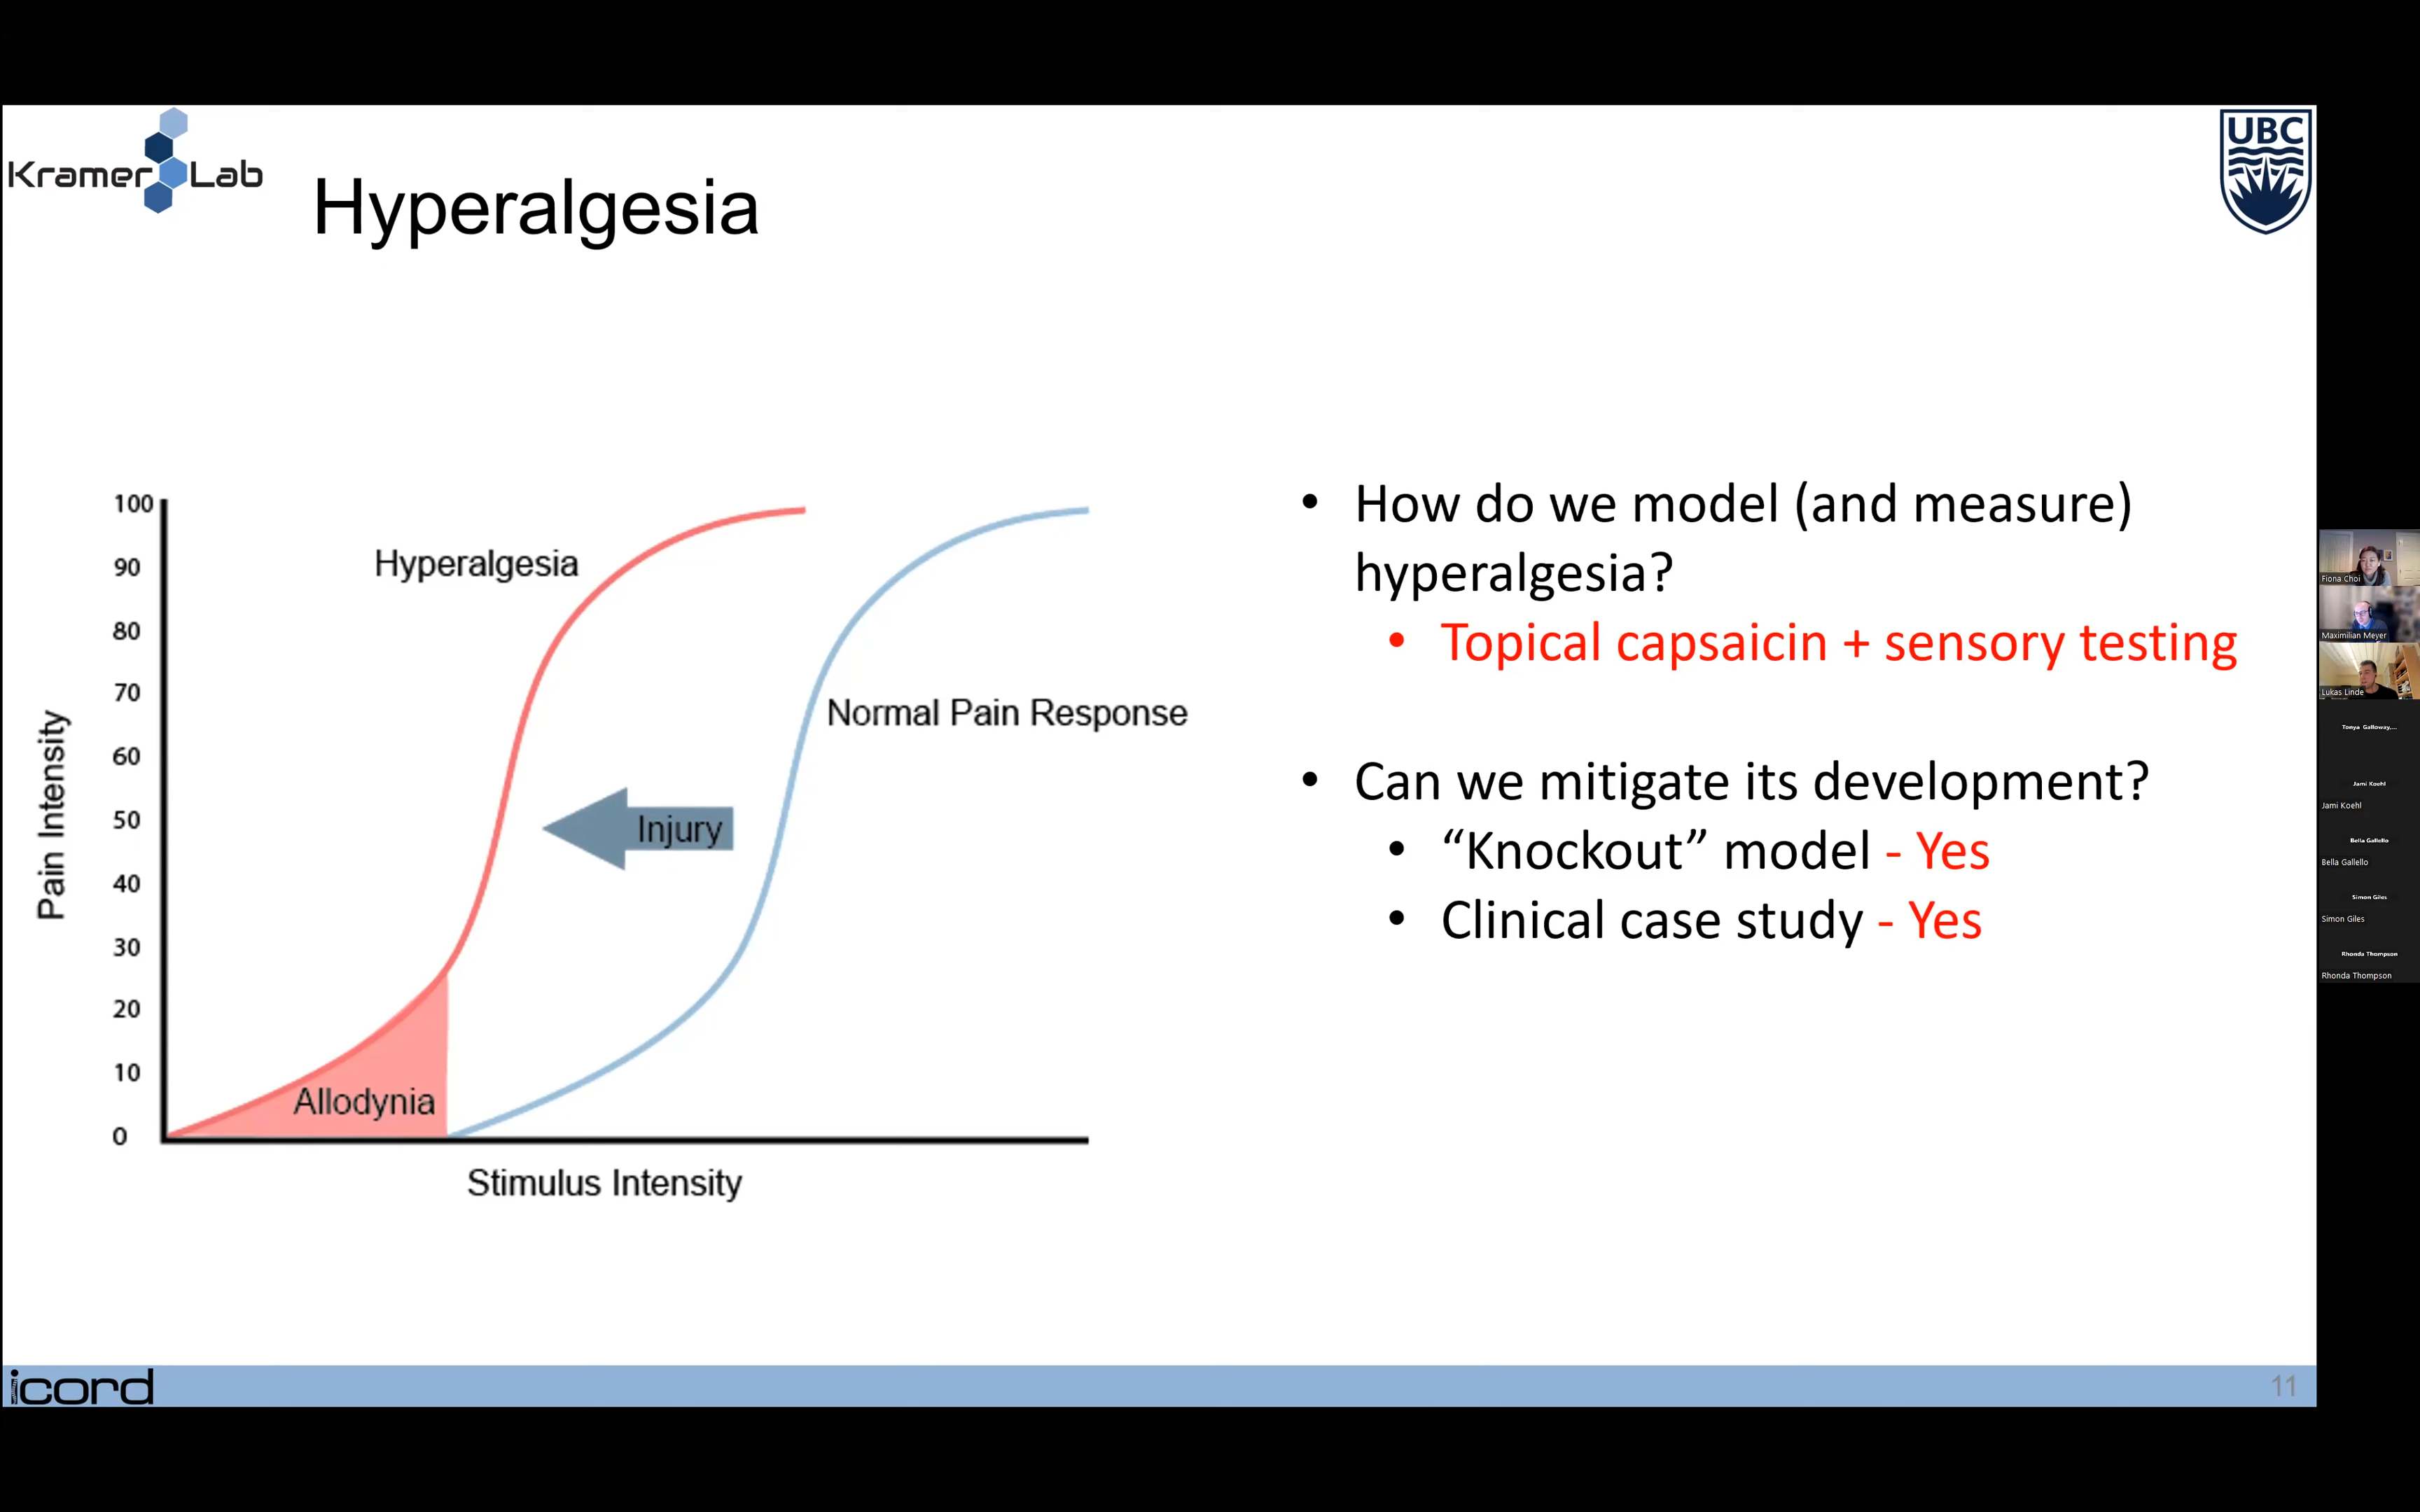 Kramer Lab
UBC
Hyperalgesia
100
90
80
70
60
50
40
30
20
10
0
Pain Intensity
Hyperalgesia
Normal Pain Response
Injury
Allodynia
Stimulus Intensity
• How do we model (and measure)
hyperalgesia?
• Topical capsaicin + sensory testing
• Can we mitigate its development?
• “Knockout” model - Yes
• Clinical case study - Yes
icord
11
Fiona Choi
Maximilian Meyer
Lukas Linde
Tonya Galloway,...
Jami Koehl
Jami Koehl
Bella Gallello
Bella Gallello
Simon Giles
Simon Giles
Rhonda Thompson
Rhonda Thompson